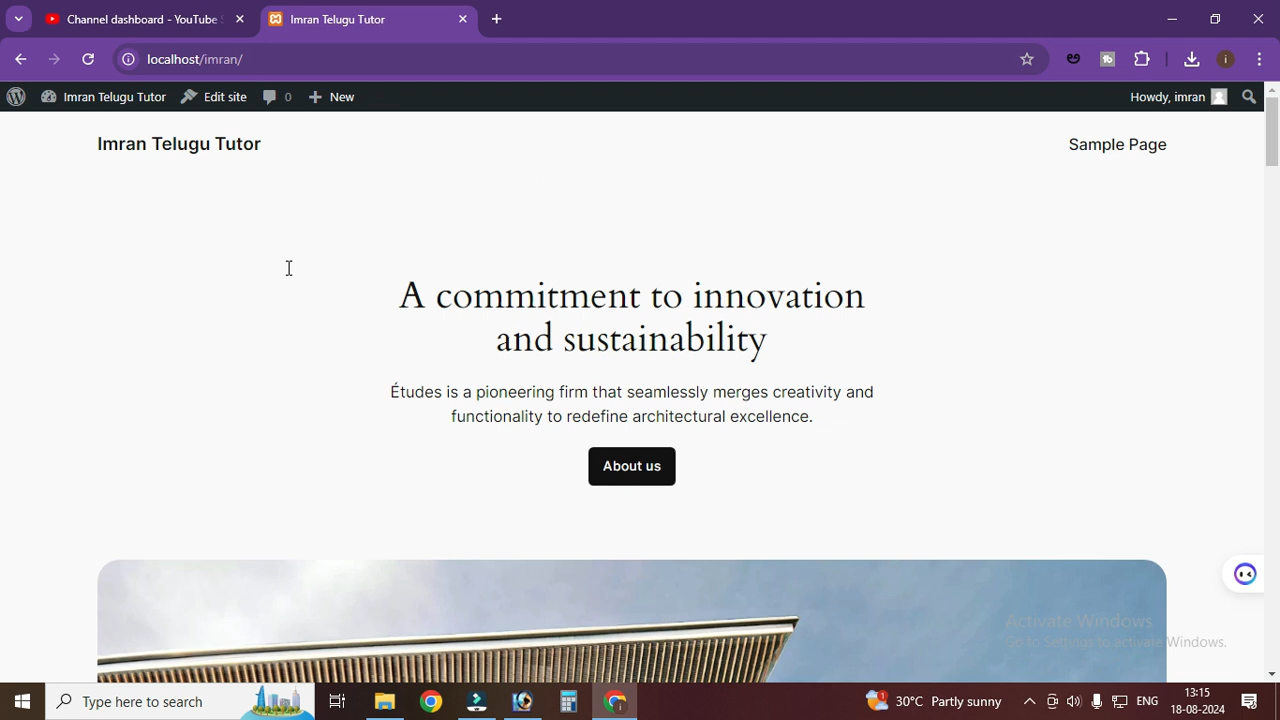 Channel dashboard - YouTube S
Imran Telugu Tutor
localhost/imran/
Imran Telugu Tutor
Edit site
0
New
Howdy, imran
Imran Telugu Tutor
Sample Page
A commitment to innovation
and sustainability
Études is a pioneering firm that seamlessly merges creativity and
functionality to redefine architectural excellence.
About us
Activate Windows
Go to Settings to activate Windows.
Type here to search
1
30°C Partly sunny
ENG
13:15
18-08-2024